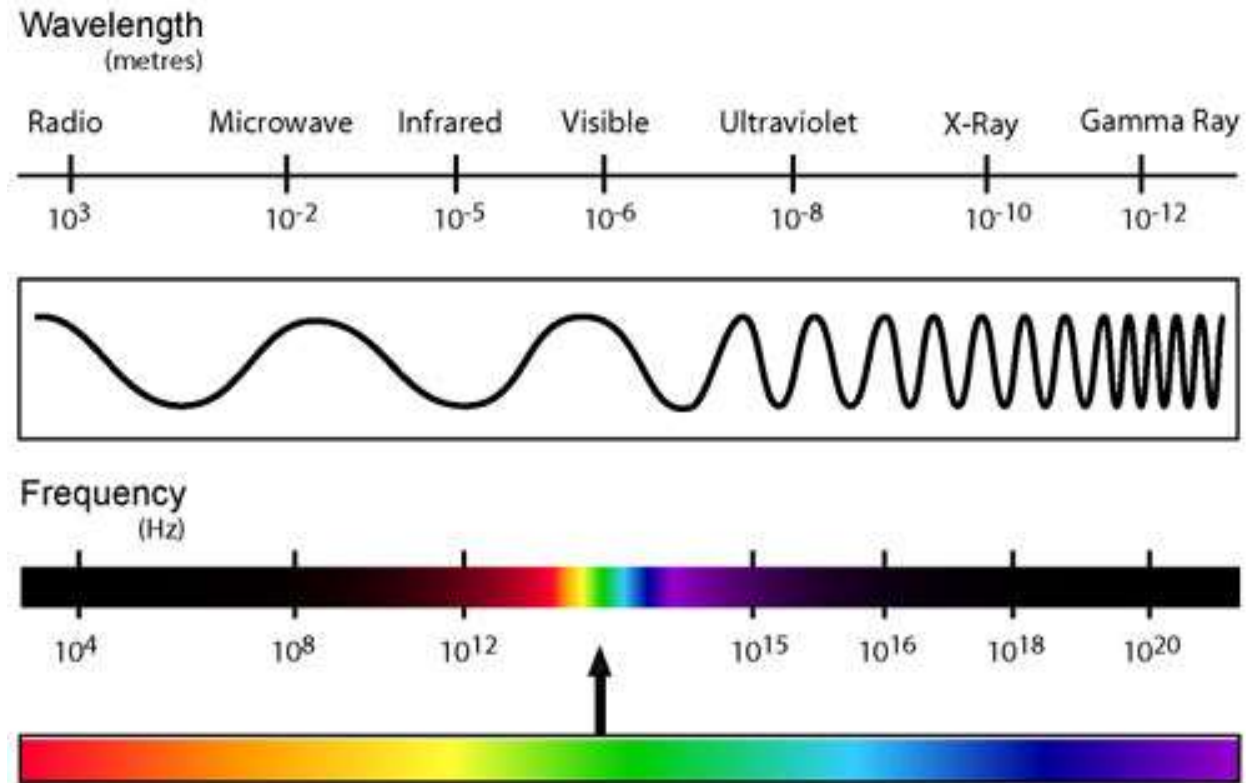 Wavelength
(metres)
Radio Microwave Infrared Visible Ultraviolet X-Ray Gamma Ray
10³ 10⁻² 10⁻⁵ 10⁻⁶ 10⁻⁸ 10⁻¹⁰ 10⁻¹²
Frequency
(Hz)
10⁴ 10⁸ 10¹² 10¹⁵ 10¹⁶ 10¹⁸ 10²⁰